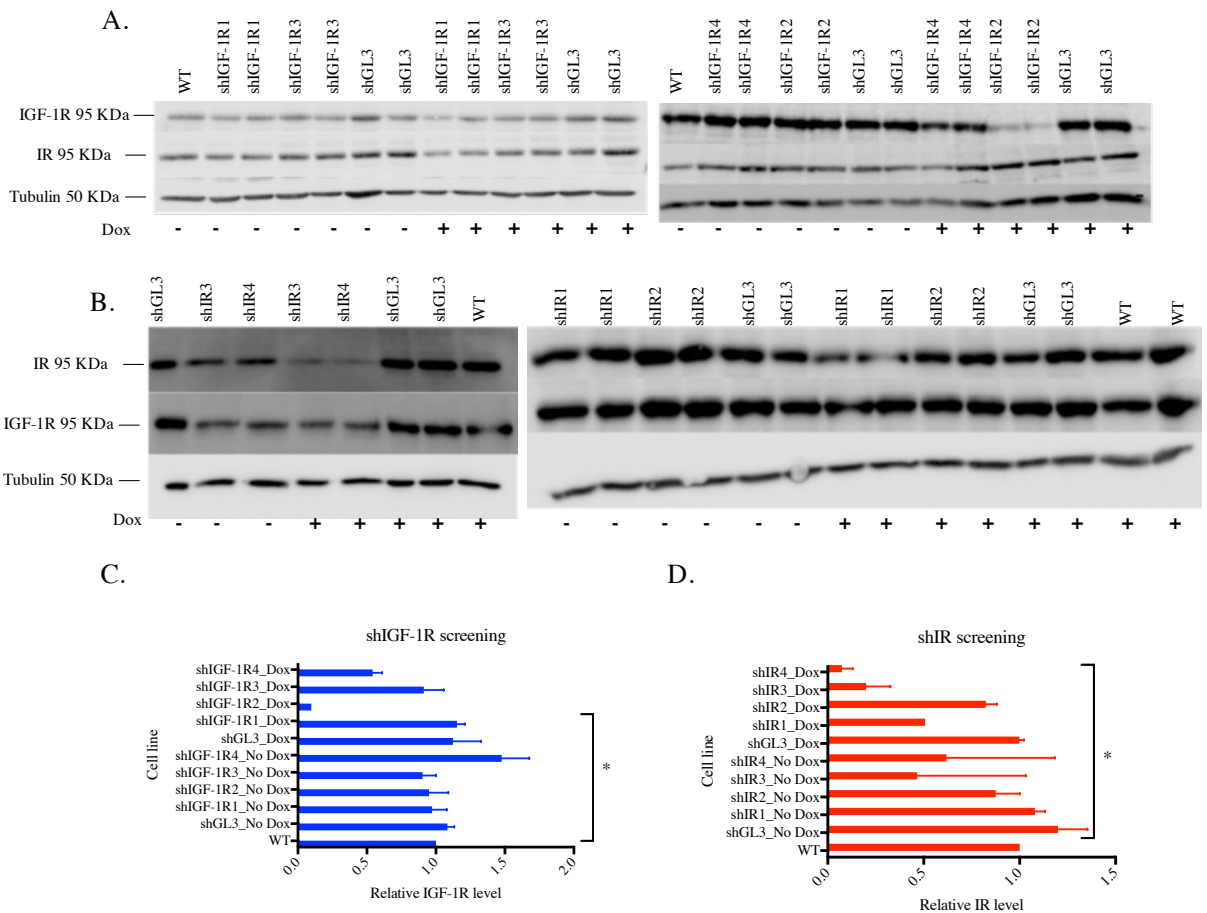 A.
WT shIGF-1R1 shIGF-1R1 shIGF-1R3 shIGF-1R3 shGL3 shGL3 shIGF-1R1 shIGF-1R1 shIGF-1R3 shIGF-1R3 shGL3 shGL3
WT shIGF-1R4 shIGF-1R4 shIGF-1R2 shIGF-1R2 shGL3 shGL3 shIGF-1R4 shIGF-1R4 shIGF-1R2 shIGF-1R2 shGL3 shGL3
IGF-1R 95 KDa
IR 95 KDa
Tubulin 50 KDa
Dox - - - - - - - + + + + + +
- - - - - - - + + + + + +
B.
shGL3 shIR3 shIR4 shIR3 shIR4 shGL3 shGL3 WT
shIR1 shIR1 shIR2 shIR2 shGL3 shGL3 shIR1 shIR1 shIR2 shIR2 shGL3 shGL3 WT WT
IR 95 KDa
IGF-1R 95 KDa
Tubulin 50 KDa
Dox - - - + + + + +
- - - - - - + + + + + + + +
C.
shIGF-1R screening
Cell line
shIGF-1R4_Dox
shIGF-1R3_Dox
shIGF-1R2_Dox
shIGF-1R1_Dox
shGL3_Dox
shIGF-1R4_No Dox
shIGF-1R3_No Dox
shIGF-1R2_No Dox
shIGF-1R1_No Dox
shGL3_No Dox
WT
*
0.0 0.5 1.0 1.5 2.0
Relative IGF-1R level
D.
shIR screening
Cell line
shIR4_Dox
shIR3_Dox
shIR2_Dox
shIR1_Dox
shGL3_Dox
shIR4_No Dox
shIR3_No Dox
shIR2_No Dox
shIR1_No Dox
shGL3_No Dox
WT
*
0.0 0.5 1.0 1.5
Relative IR level